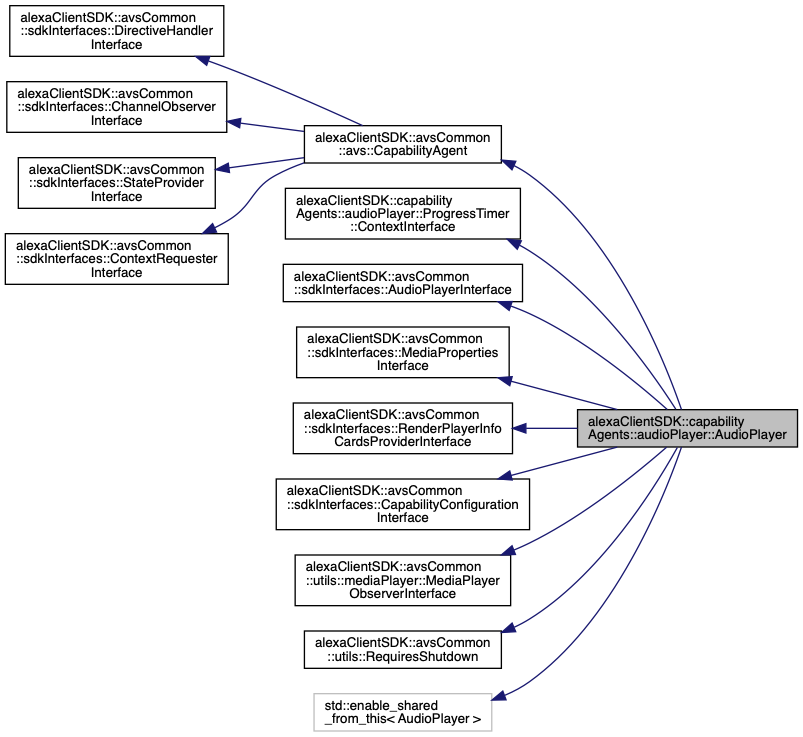 alexaClientSDK::avsCommon
::sdkInterfaces::DirectiveHandler
Interface
alexaClientSDK::avsCommon
::sdkInterfaces::ChannelObserver
Interface
alexaClientSDK::avsCommon
::sdkInterfaces::StateProvider
Interface
alexaClientSDK::avsCommon
::sdkInterfaces::ContextRequester
Interface
alexaClientSDK::avsCommon
::avs::CapabilityAgent
alexaClientSDK::capability
Agents::audioPlayer::ProgressTimer
::ContextInterface
alexaClientSDK::avsCommon
::sdkInterfaces::AudioPlayerInterface
alexaClientSDK::avsCommon
::sdkInterfaces::MediaProperties
Interface
alexaClientSDK::avsCommon
::sdkInterfaces::RenderPlayerInfo
CardsProviderInterface
alexaClientSDK::avsCommon
::sdkInterfaces::CapabilityConfiguration
Interface
alexaClientSDK::avsCommon
::utils::mediaPlayer::MediaPlayer
ObserverInterface
alexaClientSDK::avsCommon
::utils::RequiresShutdown
std::enable_shared
_from_this< AudioPlayer >
alexaClientSDK::capability
Agents::audioPlayer::AudioPlayer